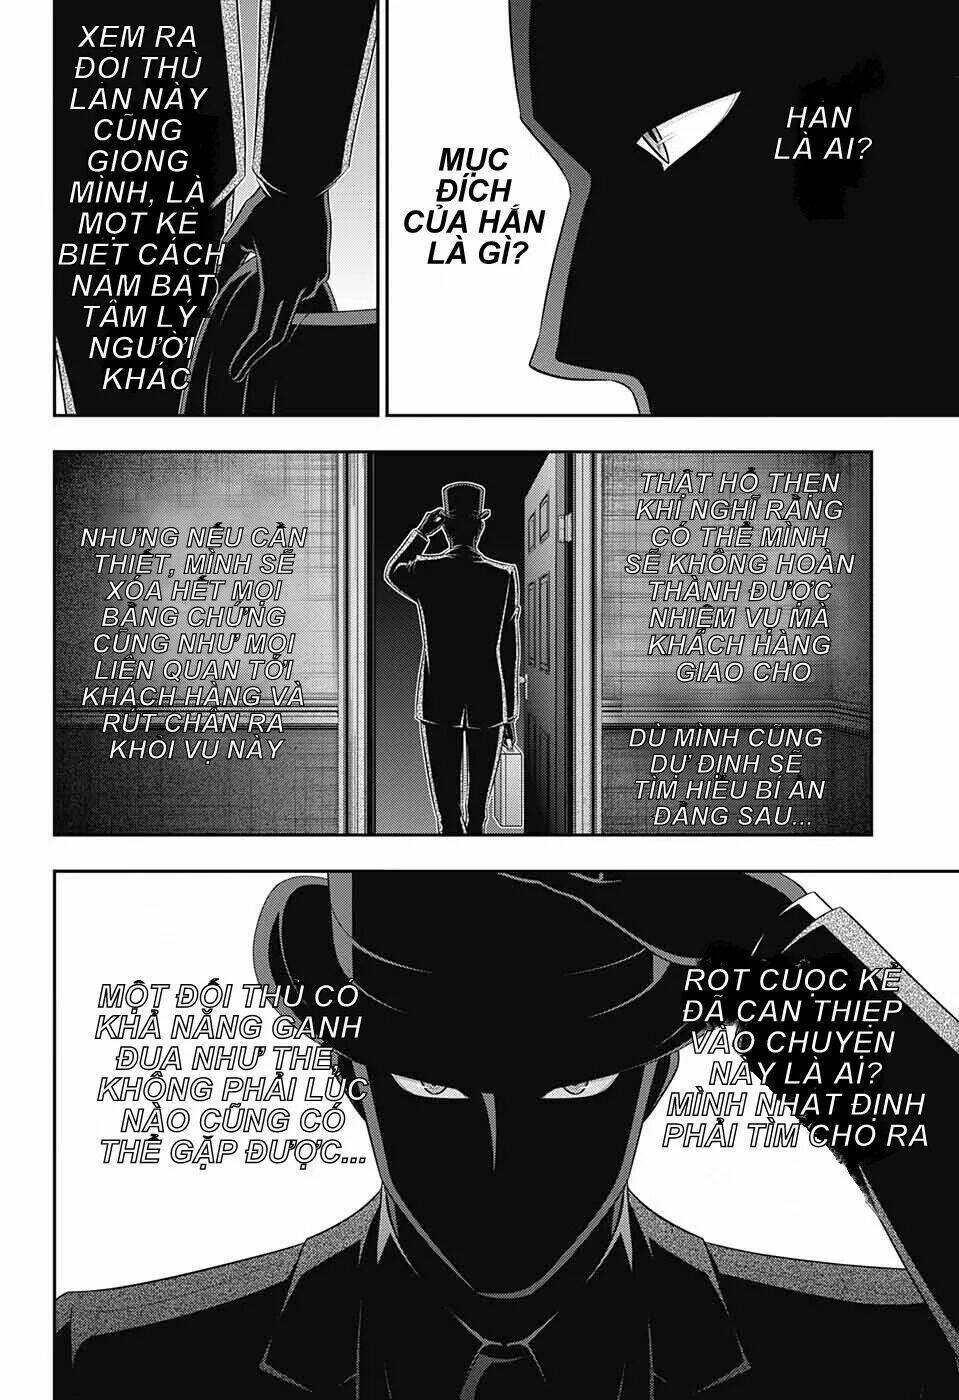 HẮN
LÀ AI?
MỤC
ĐÍCH
CỦA HẮN
LÀ GÌ?
XEM RA
ĐỐI THỦ
LẦN NÀY
CŨNG
GIỐNG
MÌNH, LÀ
MỘT KẺ
BIẾT CÁCH
NẮM BẮT
TÂM LÝ
NGƯỜI
KHÁC
THẬT HỔ THẸN
KHI NGHĨ RẰNG
CÓ THỂ MÌNH
SẼ KHÔNG HOÀN
THÀNH ĐƯỢC
NHIỆM VỤ MÀ
KHÁCH HÀNG
GIAO CHO
DÙ MÌNH CŨNG
DỰ ĐỊNH SẼ
TÌM HIỂU BÍ ẨN
ĐẰNG SAU...
NHƯNG NẾU CẦN
THIẾT, MÌNH SẼ
XÓA HẾT MỌI
BẰNG CHỨNG
CŨNG NHƯ MỌI
LIÊN QUAN TỚI
KHÁCH HÀNG VÀ
RÚT CHÂN RA
KHỎI VỤ NÀY
RỐT CUỘC KẺ
ĐÃ CAN THIỆP
VÀO CHUYỆN
NÀY LÀ AI?
MÌNH NHẤT ĐỊNH
PHẢI TÌM CHO RA
MỘT ĐỐI THỦ CÓ
KHẢ NĂNG GANH
ĐUA NHƯ THẾ,
KHÔNG PHẢI LÚC
NÀO CŨNG CÓ
THỂ GẶP ĐƯỢC...